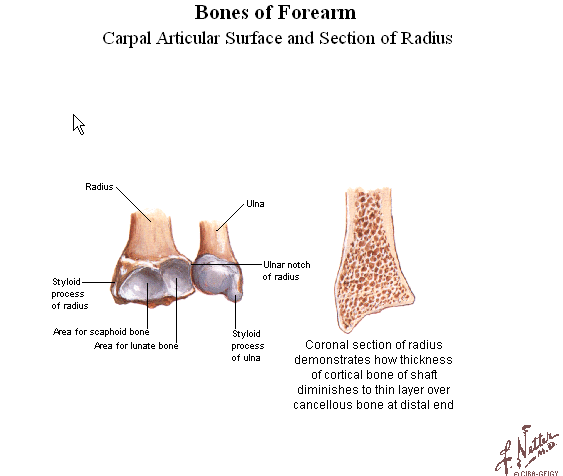 Bones of Forearm
Carpal Articular Surface and Section of Radius
Radius
Ulna
Ulnar notch
of radius
Styloid
process
of radius
Area for scaphoid bone
Area for lunate bone
Styloid
process
of ulna
Coronal section of radius
demonstrates how thickness
of cortical bone of shaft
diminishes to thin layer over
cancellous bone at distal end
F. Netter
M.D.
© CIBA-GEIGY